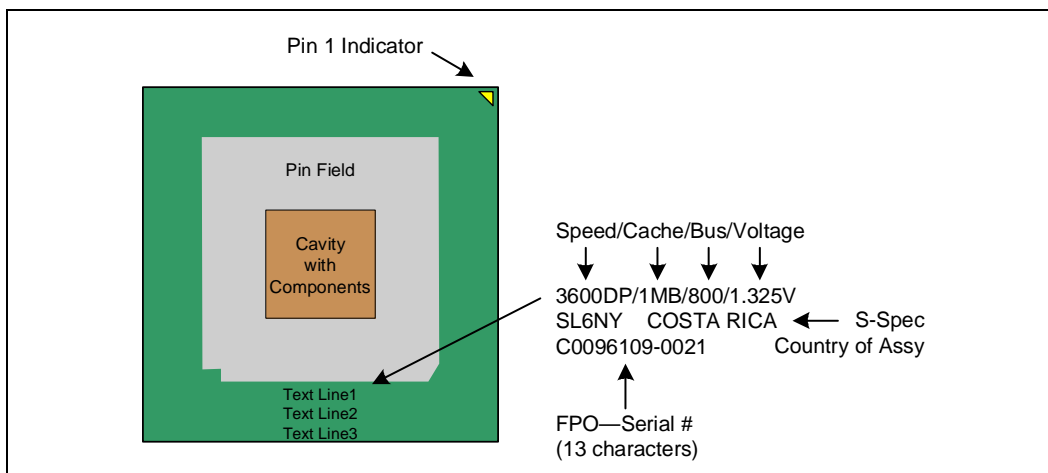 Pin 1 Indicator
Pin Field
Cavity
with
Components
Text Line1
Text Line2
Text Line3
Speed/Cache/Bus/Voltage
3600DP/1MB/800/1.325V
SL6NY COSTA RICA
C0096109-0021
S-Spec
Country of Assy
FPO—Serial #
(13 characters)